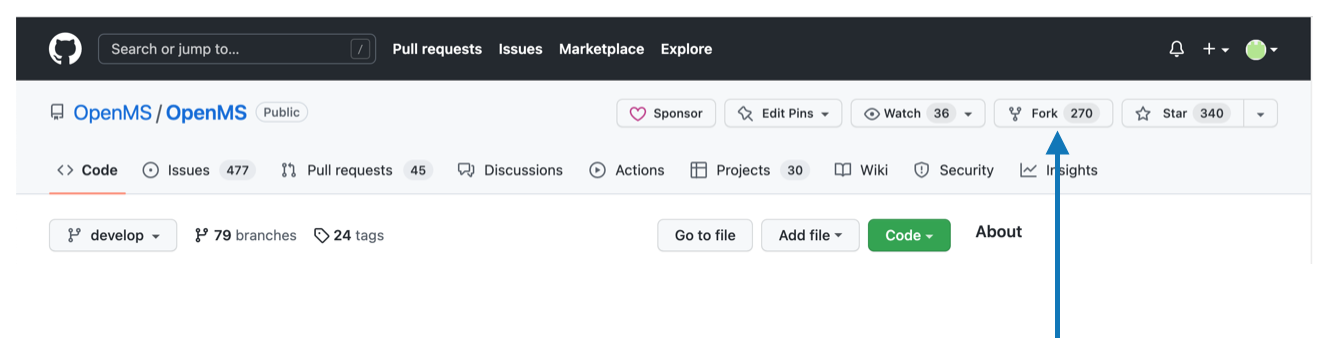 Search or jump to... / Pull requests Issues Marketplace Explore
OpenMS / OpenMS Public Sponsor Edit Pins Watch 36 Fork 270 Star 340
Code Issues 477 Pull requests 45 Discussions Actions Projects 30 Wiki Security Insights
develop 79 branches 24 tags Go to file Add file Code About